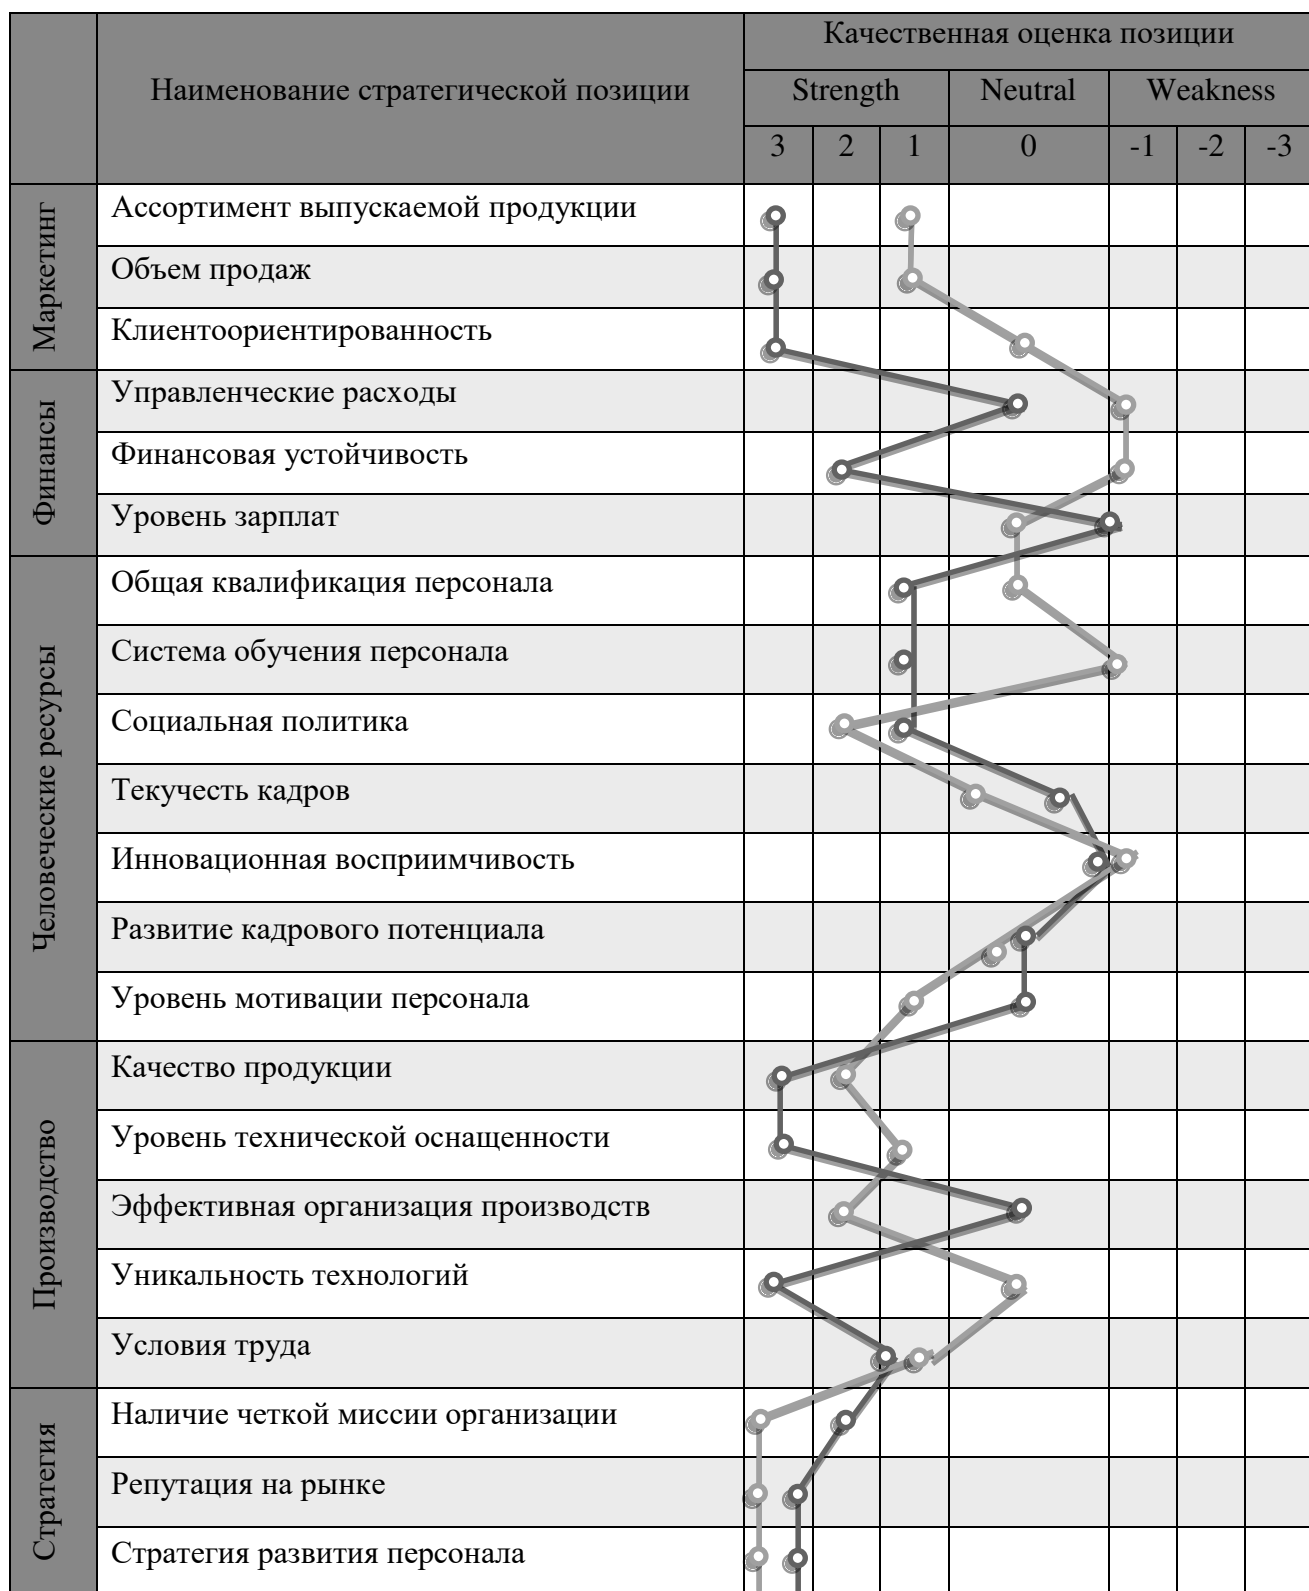 Качественная оценка позиции
Наименование стратегической позиции
Strength Neutral Weakness
3 2 1 0 -1 -2 -3
Маркетинг
Ассортимент выпускаемой продукции
Объем продаж
Клиентоориентированность
Финансы
Управленческие расходы
Финансовая устойчивость
Уровень зарплат
Человеческие ресурсы
Общая квалификация персонала
Система обучения персонала
Социальная политика
Текучесть кадров
Инновационная восприимчивость
Развитие кадрового потенциала
Уровень мотивации персонала
Производство
Качество продукции
Уровень технической оснащенности
Эффективная организация производств
Уникальность технологий
Условия труда
Стратегия
Наличие четкой миссии организации
Репутация на рынке
Стратегия развития персонала